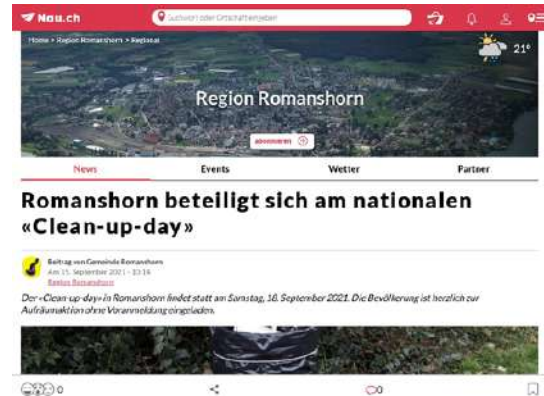 Nau.ch
Suchwort oder Ortschaft eingeben
Home > Region Romanshorn > Regional
21°
Region Romanshorn
abonnieren
News Events Wetter Partner
Romanshorn beteiligt sich am nationalen
«Clean-up-day»
Beitrag von Gemeinde Romanshorn
Am 15. September 2021 - 10:14
Region Romanshorn
Der «Clean-up-day» in Romanshorn findet statt am Samstag, 18. September 2021. Die Bevölkerung ist herzlich zur
Aufräumaktion ohne Voranmeldung eingeladen.
0 0